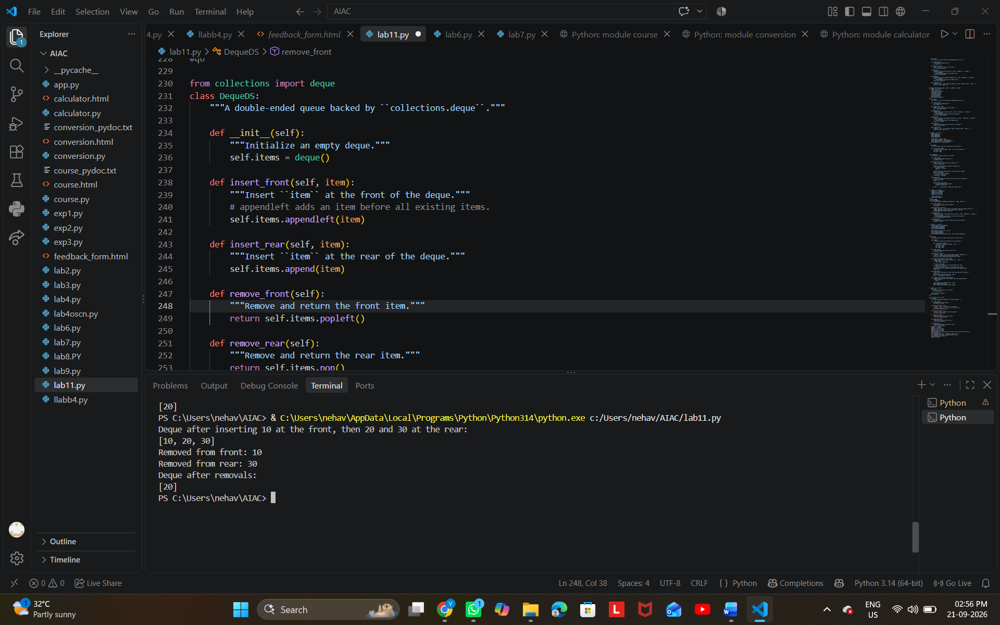 File Edit Selection View Go Run Terminal Help
AIAC
Explorer
4.py
llabb4.py
feedback_form.html
lab11.py
lab6.py
lab7.py
Python: module course
Python: module conversion
Python: module calculator
1
AIAC
__pycache__
app.py
calculator.html
calculator.py
conversion_pydoc.txt
conversion.html
conversion.py
course_pydoc.txt
course.html
course.py
exp1.py
exp2.py
exp3.py
feedback_form.html
lab2.py
lab3.py
lab4.py
lab4oscn.py
lab6.py
lab7.py
lab8.PY
lab9.py
lab11.py
llabb4.py
Outline
Timeline
lab11.py > DequeDS > remove_front
228 #q6
229
230 from collections import deque
231 class DequeDS:
232 """A double-ended queue backed by ``collections.deque``."""
233
234 def __init__(self):
235 """Initialize an empty deque."""
236 self.items = deque()
237
238 def insert_front(self, item):
239 """Insert ``item`` at the front of the deque."""
240 # appendleft adds an item before all existing items.
241 self.items.appendleft(item)
242
243 def insert_rear(self, item):
244 """Insert ``item`` at the rear of the deque."""
245 self.items.append(item)
246
247 def remove_front(self):
248 """Remove and return the front item."""
249 return self.items.popleft()
250
251 def remove_rear(self):
252 """Remove and return the rear item."""
253 return self.items.pop()
Problems Output Debug Console Terminal Ports
[20]
PS C:\Users\nehav\AIAC> & C:\Users\nehav\AppData\Local\Programs\Python\Python314\python.exe c:/Users/nehav/AIAC/lab11.py
Deque after inserting 10 at the front, then 20 and 30 at the rear:
[10, 20, 30]
Removed from front: 10
Removed from rear: 30
Deque after removals:
[20]
PS C:\Users\nehav\AIAC>
Python
Python
0 0 Live Share
Ln 248, Col 38 Spaces: 4 UTF-8 CRLF { } Python Completions Python 3.14 (64-bit) Go Live
1
32°C
Partly sunny
Search
V
1
L
W
ENG
US
02:56 PM
21-09-2026